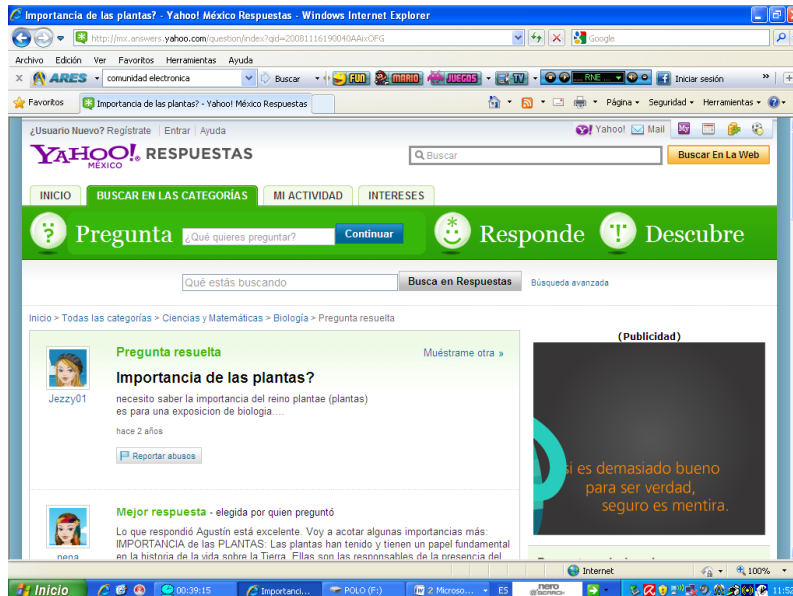 Importancia de las plantas? - Yahoo! México Respuestas - Windows Internet Explorer
http://mx.answers.yahoo.com/question/index?qid=20081116190040AAixOFG
Google
Archivo Edición Ver Favoritos Herramientas Ayuda
ARES comunidad electronica Buscar FUN MARIO JUEGOS TV RNE Iniciar sesión
Favoritos Importancia de las plantas? - Yahoo! México Respuestas Página Seguridad Herramientas
¿Usuario Nuevo? Regístrate Entrar Ayuda Yahoo! Mail
YAHOO! MÉXICO RESPUESTAS Buscar Buscar En La Web
INICIO BUSCAR EN LAS CATEGORÍAS MI ACTIVIDAD INTERESES
Pregunta ¿Qué quieres preguntar? Continuar Responde Descubre
Qué estás buscando Busca en Respuestas Búsqueda avanzada
Inicio > Todas las categorías > Ciencias y Matemáticas > Biología > Pregunta resuelta
(Publicidad)
Pregunta resuelta Muéstrame otra »
Importancia de las plantas?
Jezzy01
necesito saber la importancia del reino plantae (plantas)
es para una exposicion de biologia....
hace 2 años
Reportar abusos
si es demasiado bueno
para ser verdad,
seguro es mentira.
Mejor respuesta - elegida por quien preguntó
Lo que respondió Agustín está excelente. Voy a acotar algunas importancias más:
IMPORTANCIA de las PLANTAS: Las plantas han tenido y tienen un papel fundamental
nena en la historia de la vida sobre la Tierra. Ellas son las responsables de la presencia del
Internet 100%
Inicio 00:39:15 Importanci... POLO (F:) 2 Microso... ES nero SEARCH 11:52